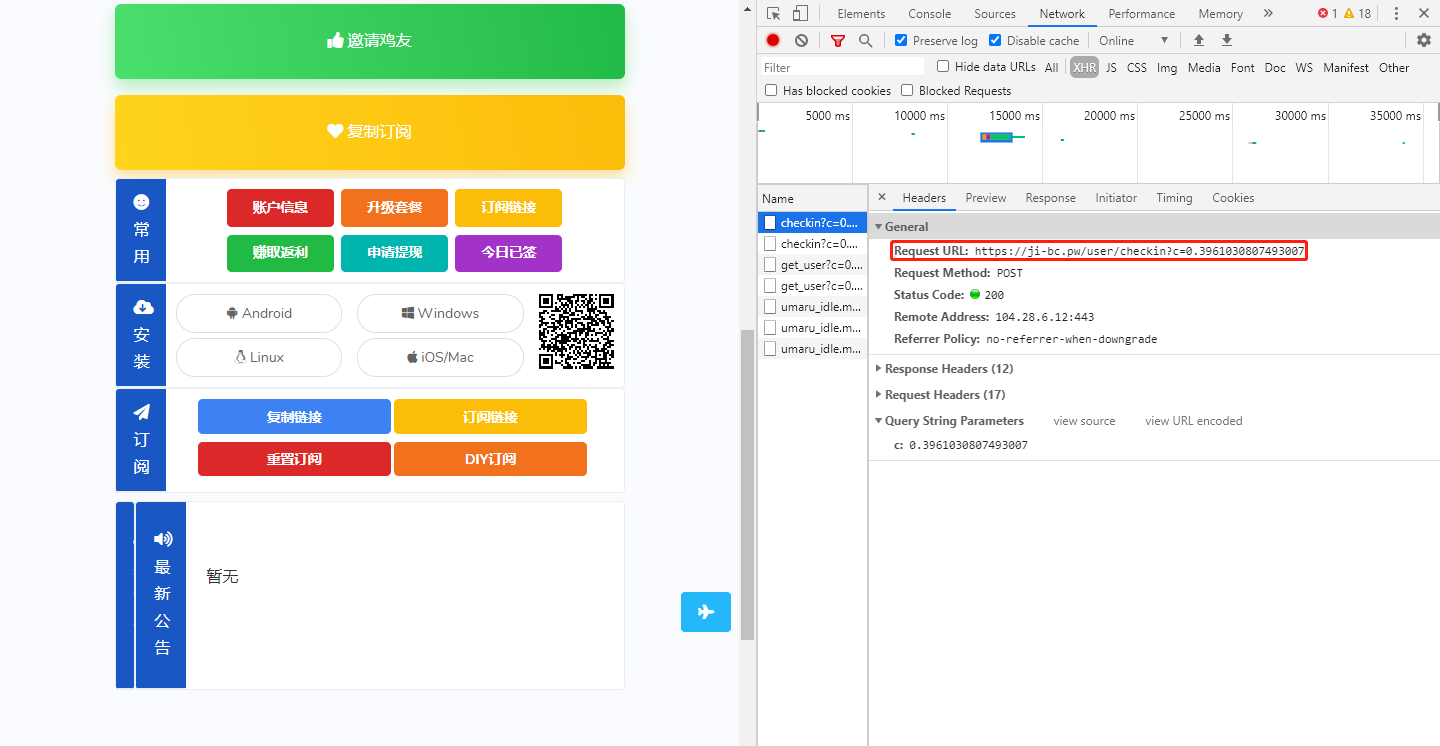 邀请鸡友
复制订阅
常用
账户信息 升级套餐 订阅链接
赚取返利 申请提现 今日已签
安装
Android Windows
Linux iOS/Mac
订阅
复制链接 订阅链接
重置订阅 DIY订阅
最新公告
暂无
Elements Console Sources Network Performance Memory » 1 18
Preserve log Disable cache Online
Filter Hide data URLs All XHR JS CSS Img Media Font Doc WS Manifest Other
Has blocked cookies Blocked Requests
5000 ms 10000 ms 15000 ms 20000 ms 25000 ms 30000 ms 35000 ms
Name
checkin?c=0....
checkin?c=0....
get_user?c=0....
get_user?c=0....
umaru_idle.m...
umaru_idle.m...
umaru_idle.m...
× Headers Preview Response Initiator Timing Cookies
General
Request URL: https://ji-bc.pw/user/checkin?c=0.3961030807493007
Request Method: POST
Status Code: 200
Remote Address: 104.28.6.12:443
Referrer Policy: no-referrer-when-downgrade
Response Headers (12)
Request Headers (17)
Query String Parameters view source view URL encoded
c: 0.3961030807493007